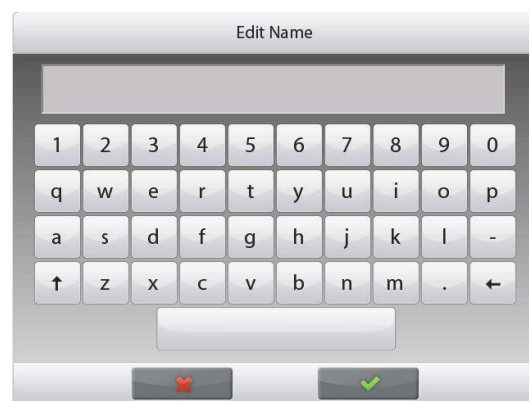 Edit Name
1 2 3 4 5 6 7 8 9 0
q w e r t y u i o p
a s d f g h j k l -
↑ z x c v b n m . ←